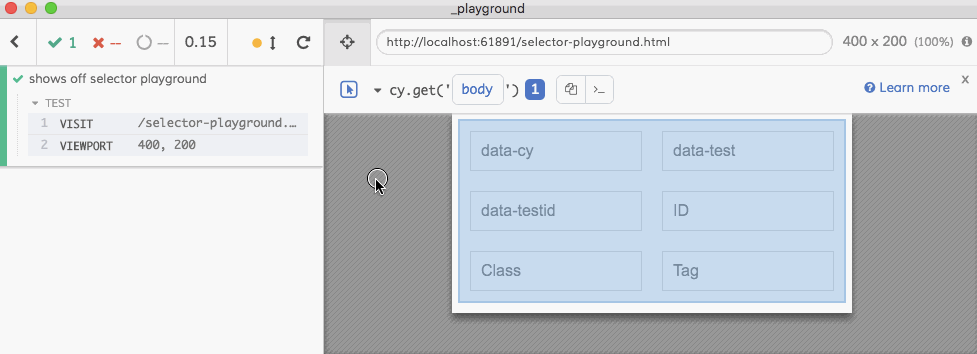 _playground
1 -- -- 0.15
http://localhost:61891/selector-playground.html 400 x 200 (100%)
shows off selector playground
TEST
1 VISIT /selector-playground.…
2 VIEWPORT 400, 200
cy.get('body') 1 >_ Learn more x
data-cy data-test
data-testid ID
Class Tag